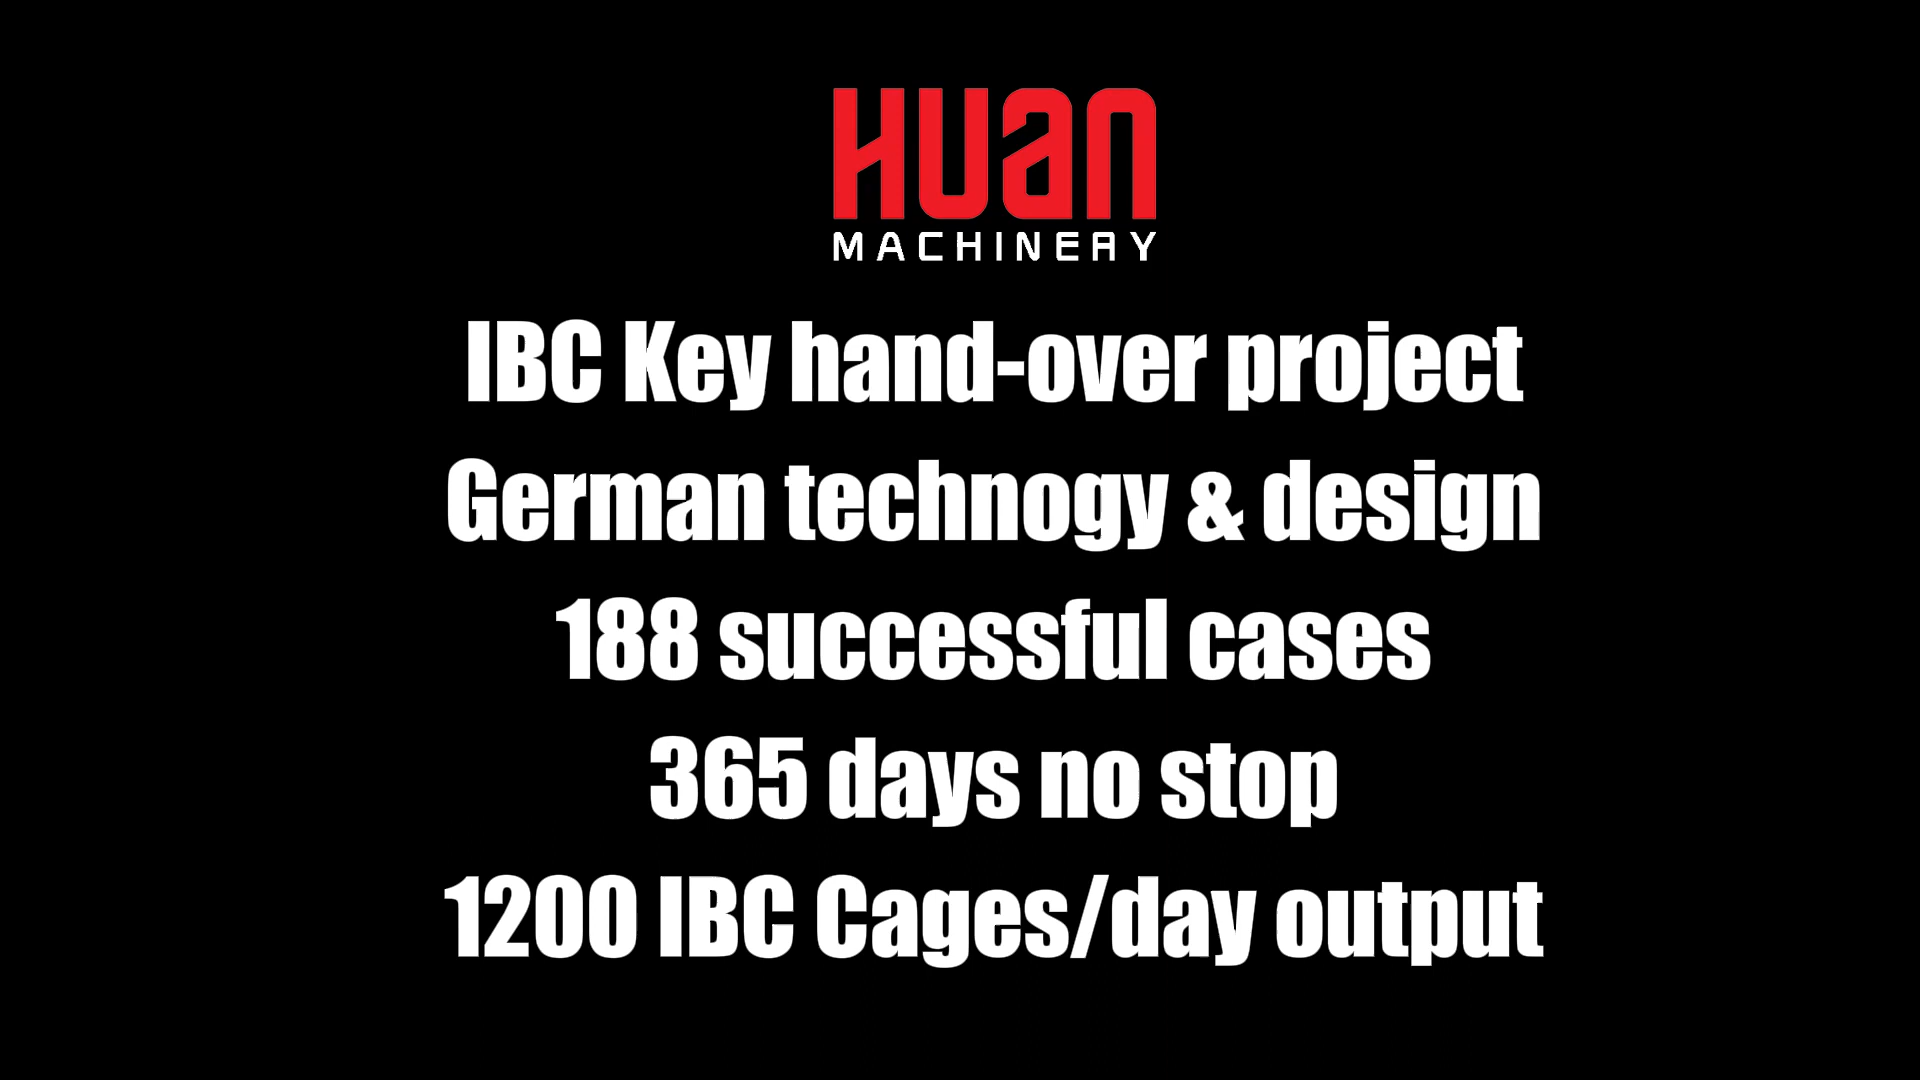 Huan
MACHINERY
IBC Key hand-over project
German technogy & design
188 successful cases
365 days no stop
1200 IBC Cages/day output